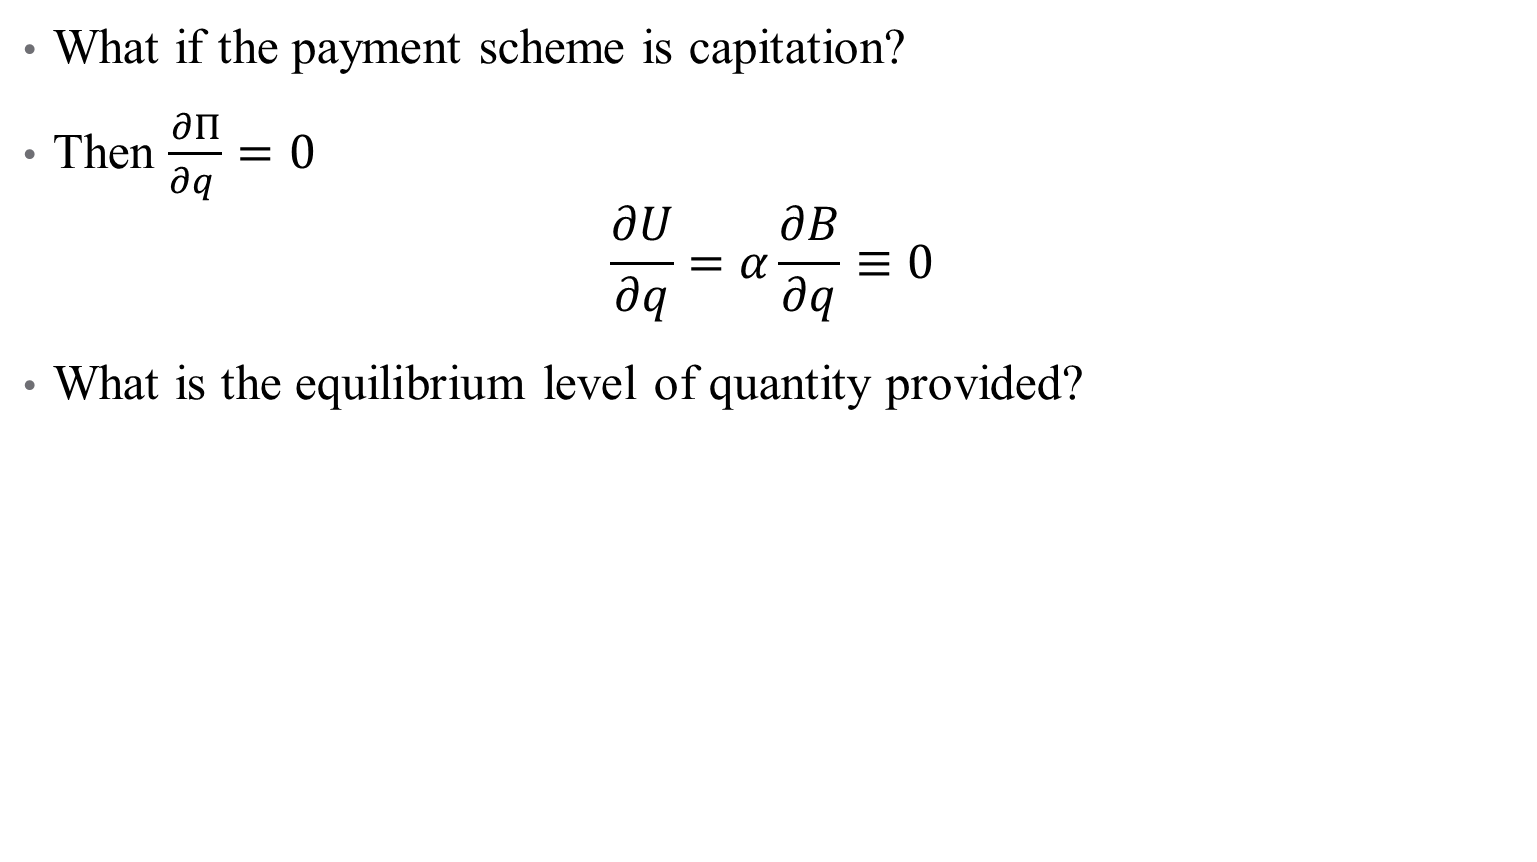 • What if the payment scheme is capitation?
• Then ∂Π/∂q = 0
∂U/∂q = α ∂B/∂q ≡ 0
• What is the equilibrium level of quantity provided?